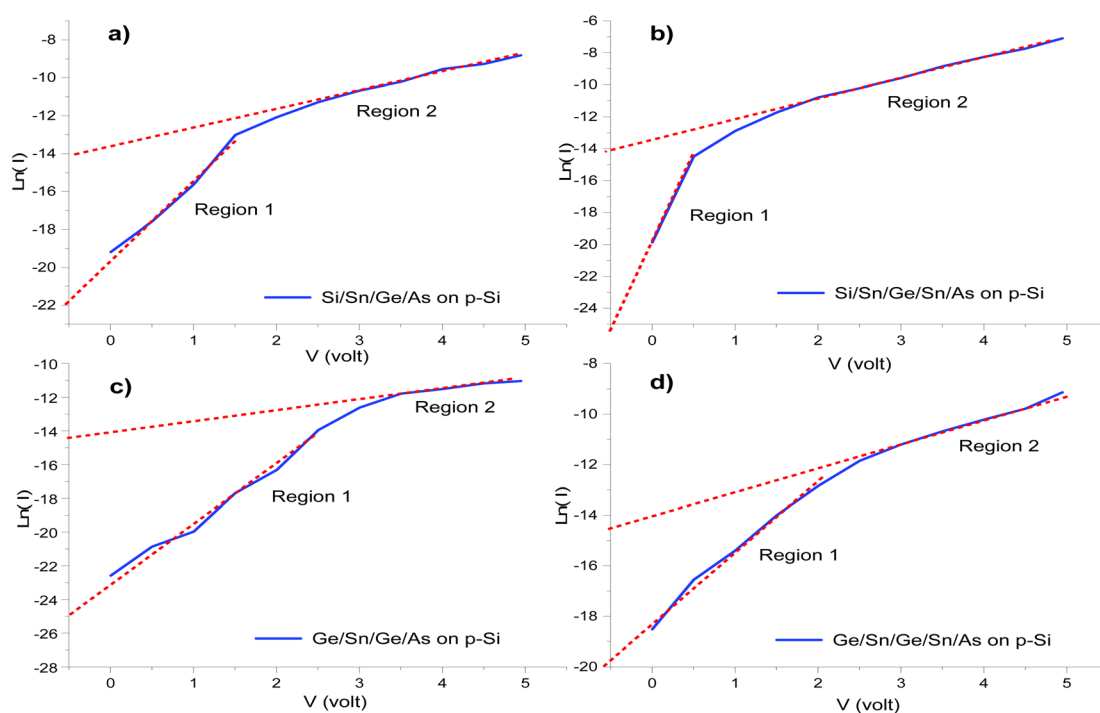 a)
-8
-10
-12
-14
-16
-18
-20
-22
Ln( I)
Region 2
Region 1
Si/Sn/Ge/As on p-Si
0 1 2 3 4 5
V (volt)
b)
-6
-8
-10
-12
-14
-16
-18
-20
-22
-24
Ln( I)
Region 2
Region 1
Si/Sn/Ge/Sn/As on p-Si
0 1 2 3 4 5
V (volt)
c)
-10
-12
-14
-16
-18
-20
-22
-24
-26
-28
Ln( I)
Region 2
Region 1
Ge/Sn/Ge/As on p-Si
0 1 2 3 4 5
V (volt)
d)
-8
-10
-12
-14
-16
-18
-20
Ln( I)
Region 2
Region 1
Ge/Sn/Ge/Sn/As on p-Si
0 1 2 3 4 5
V (volt)